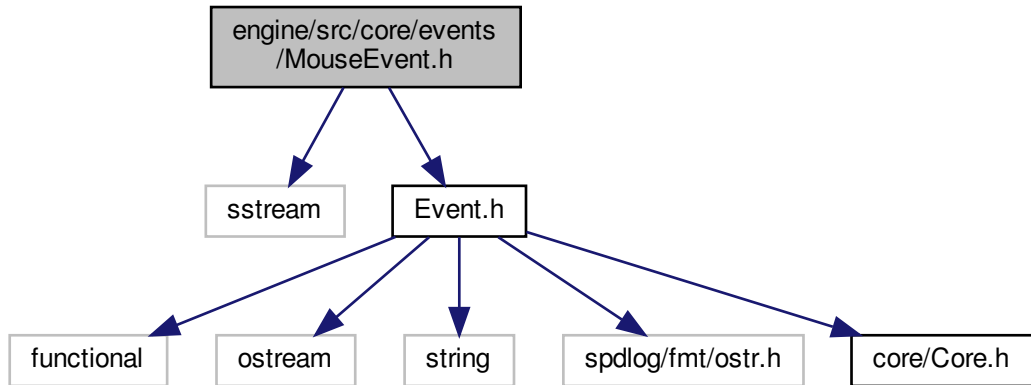 engine/src/core/events
/MouseEvent.h
sstream
Event.h
functional
ostream
string
spdlog/fmt/ostr.h
core/Core.h